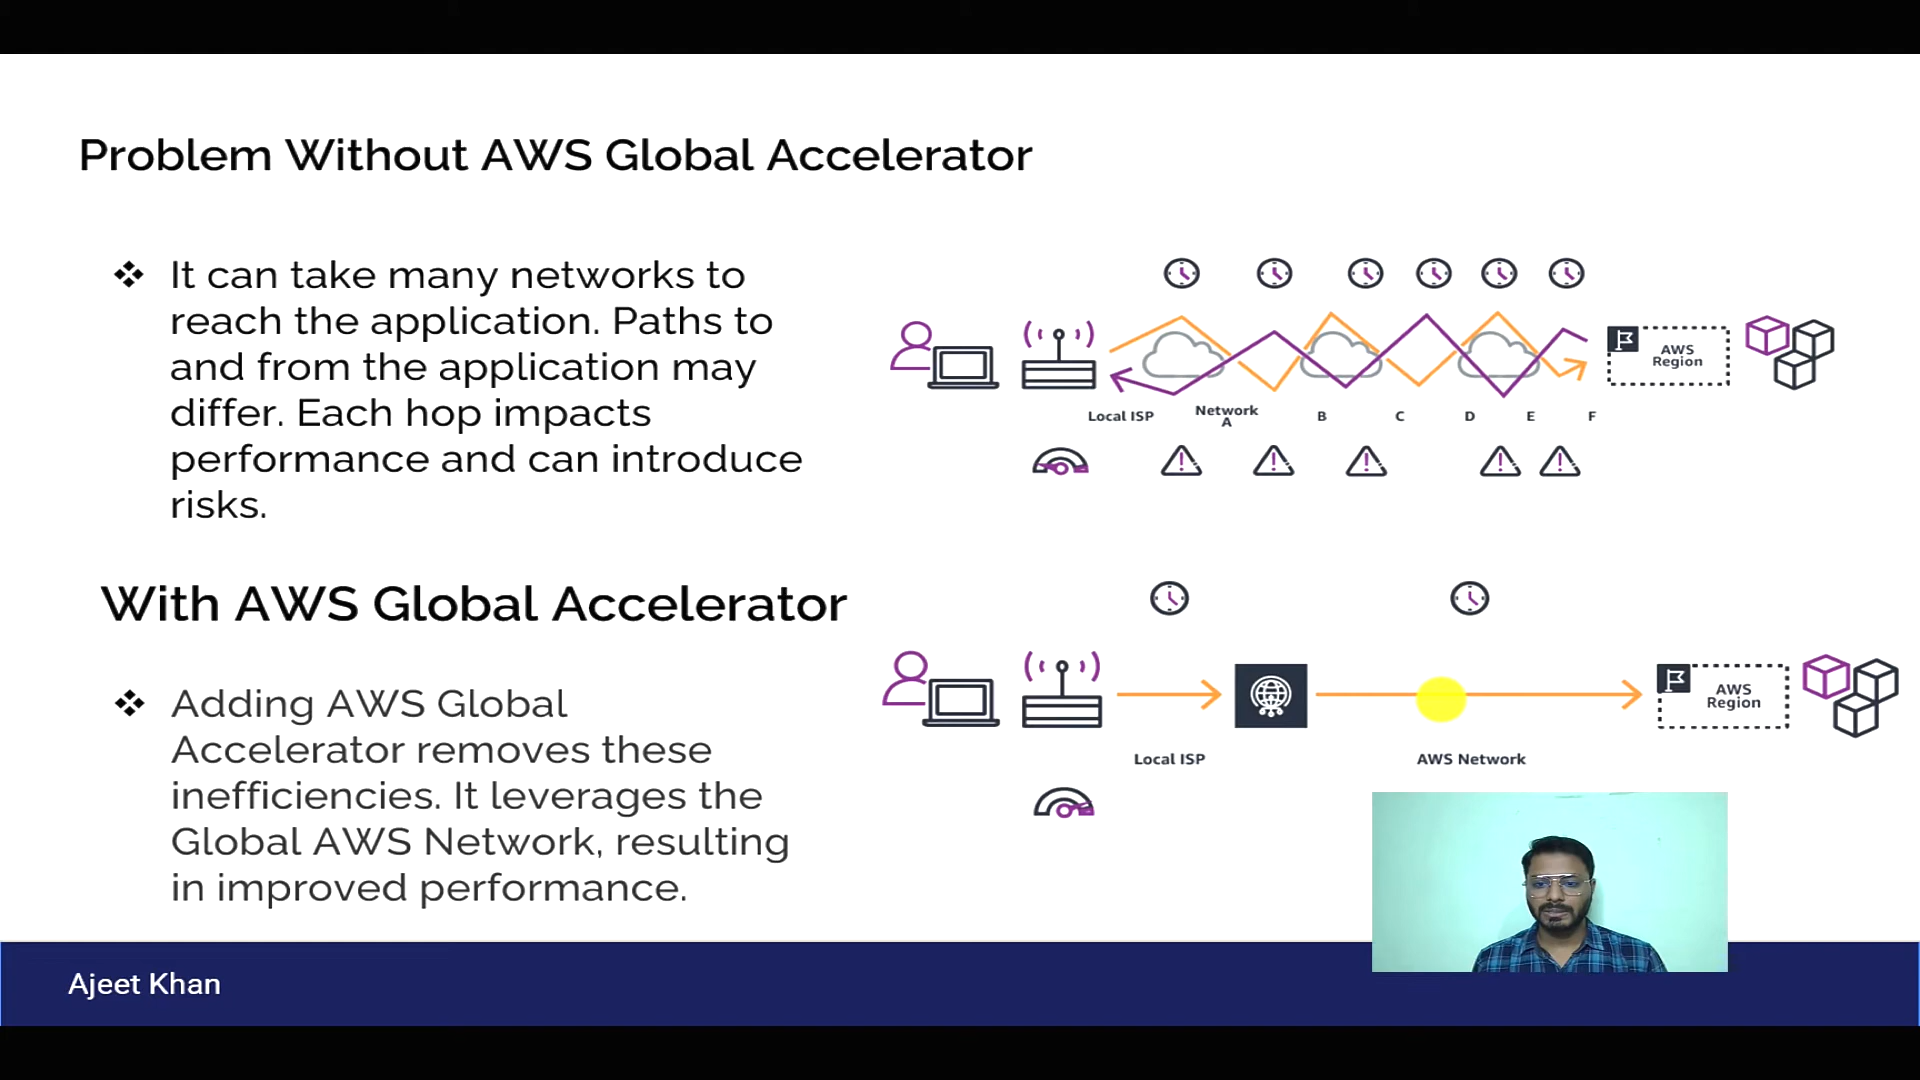 Problem Without AWS Global Accelerator
It can take many networks to
reach the application. Paths to
and from the application may
differ. Each hop impacts
performance and can introduce
risks.
AWS
Region
Local ISP
Network
A
B
C
D
E
F
With AWS Global Accelerator
Adding AWS Global
Accelerator removes these
inefficiencies. It leverages the
Global AWS Network, resulting
in improved performance.
AWS
Region
Local ISP
AWS Network
Ajeet Khan